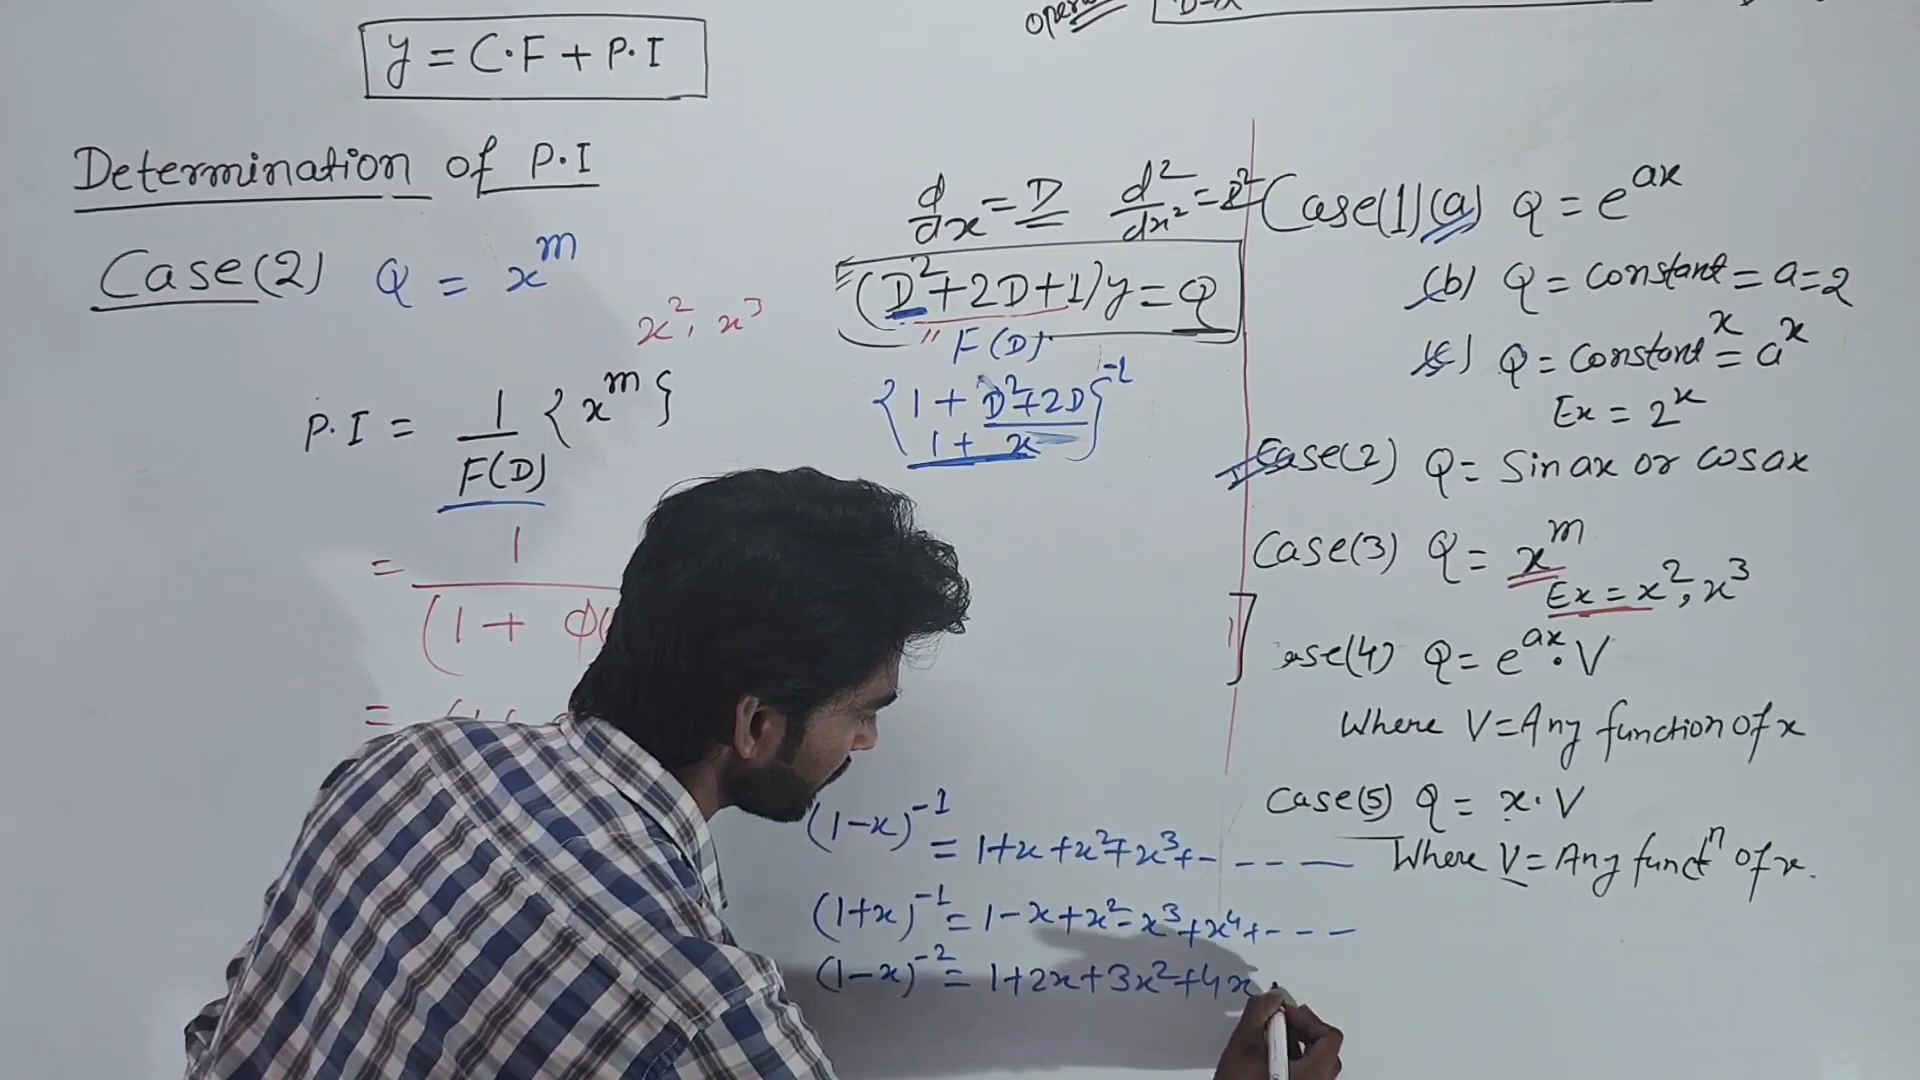 y = C.F + P.I
Determination of P.I
Case(2) Q = x^m
x², x³
P.I = 1/F(D) {x^m}
= 1/(1 + φ(
=
d/dx = D d²/dx² = D²
(D²+2D+1)y = Q
F(D)
{1 + D²+2D}^-1
1 + x
(1-x)^-1
= 1+x+x²+x³+- - - -
(1+x)^-1 = 1-x+x²-x³+x⁴+- - - -
(1-x)^-2 = 1+2x+3x²+4x
Case(1)(a) Q = e^ax
(b) Q = constant = a=2
(c) Q = constant^x = a^x
Ex = 2^x
Case(2) Q = Sin ax or cosax
Case(3) Q = x^m
Ex = x², x³
ase(4) Q = e^ax.V
Where V=Any function of x
Case(5) Q = x.V
Where V=Any functⁿ of x.